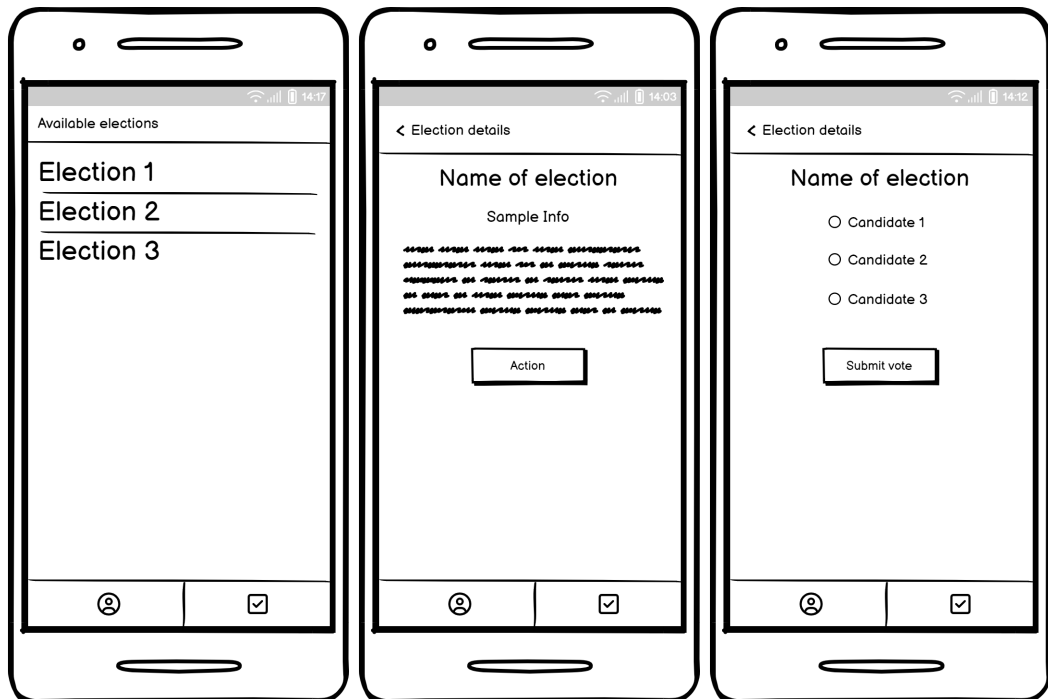 14:17
Available elections
Election 1
Election 2
Election 3
14:03
Election details
Name of election
Sample Info
Action
14:12
Election details
Name of election
Candidate 1
Candidate 2
Candidate 3
Submit vote